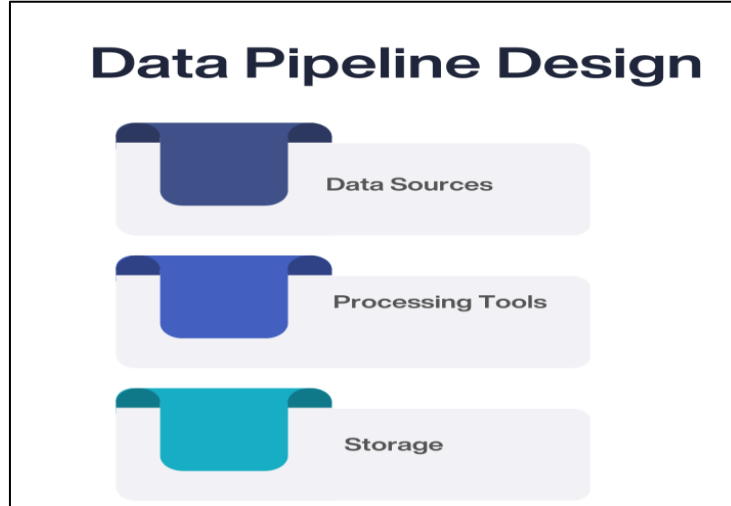 Data Pipeline Design
Data Sources
Processing Tools
Storage